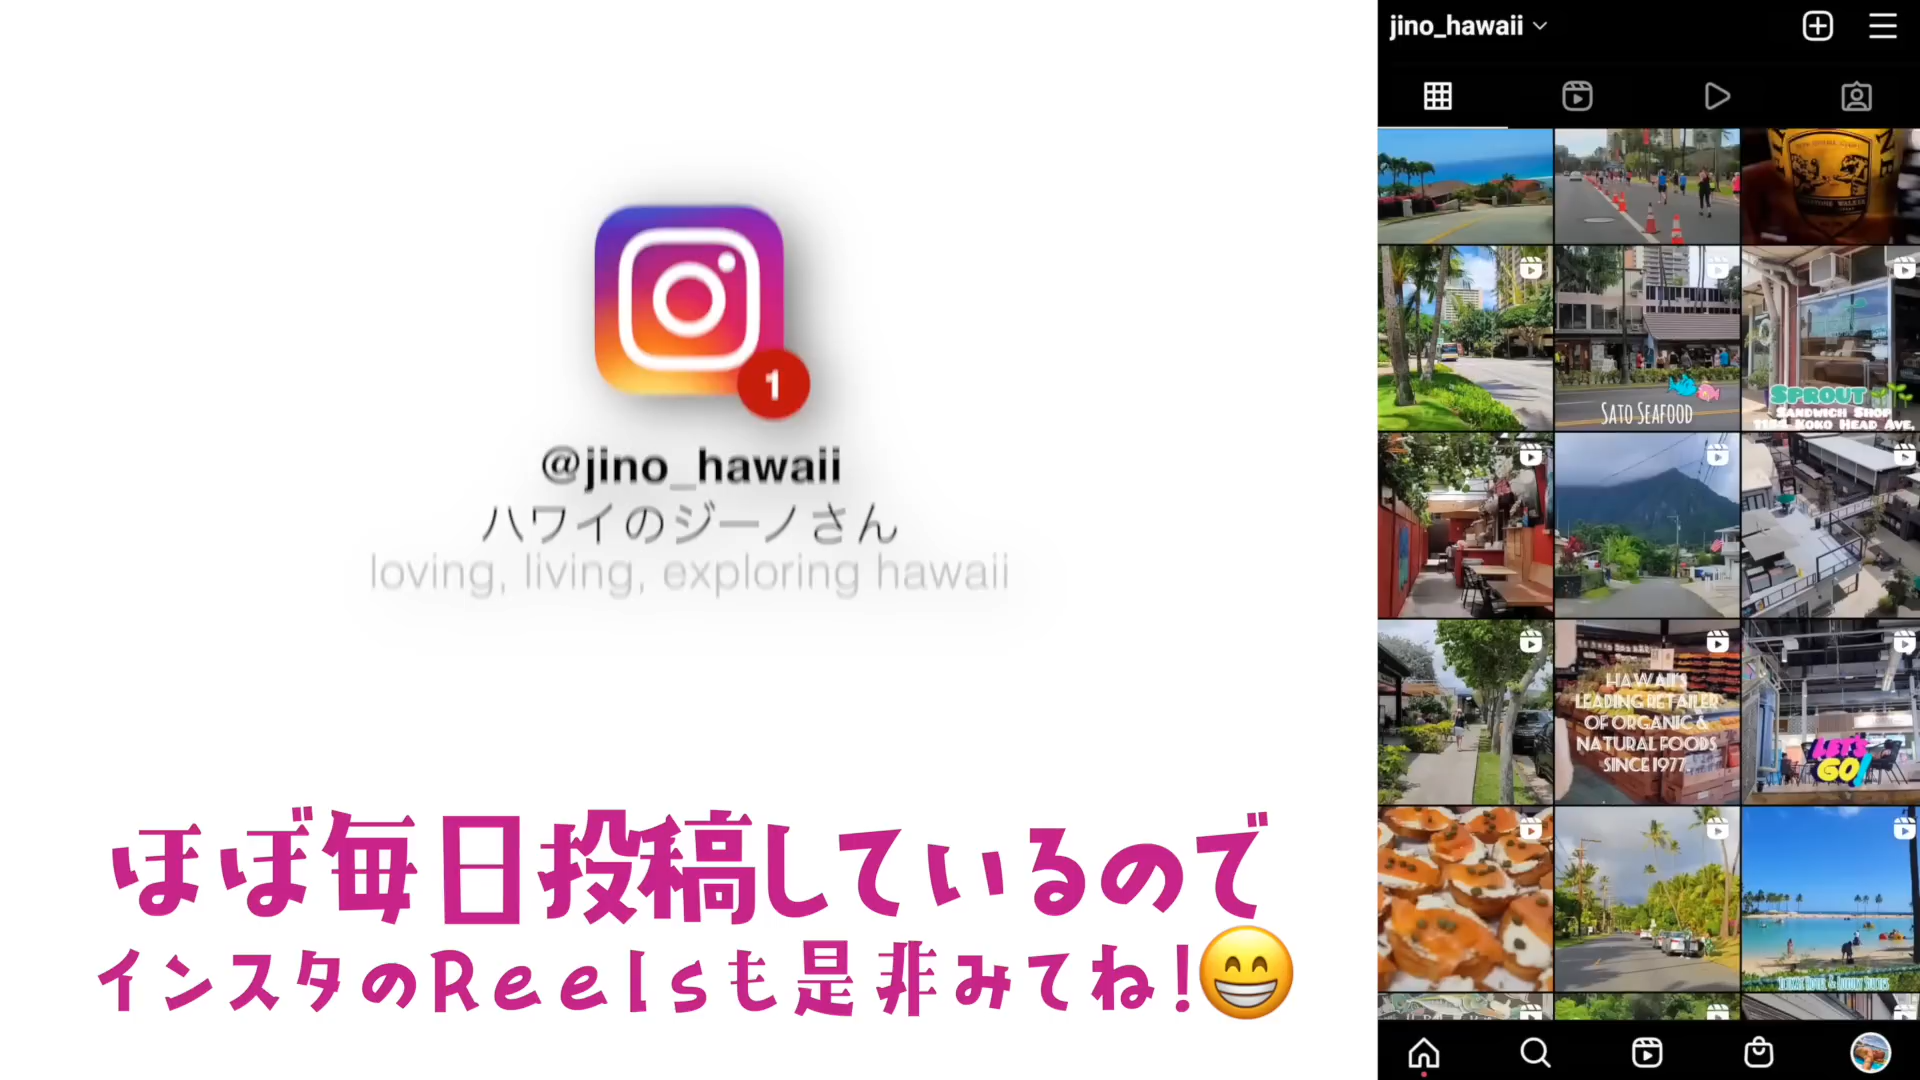 1
@jino_hawaii
ハワイのジーノさん
loving, living, exploring hawaii
ほぼ毎日投稿しているので
インスタのReelsも是非みてね!😁
jino_hawaii
SATO SEAFOOD
SPROUT
SANDWICH SHOP
KOKO HEAD AVE.
HAWAII'S
LEADING RETAILER
OF ORGANIC &
NATURAL FOODS
SINCE 1977.
LET'S
GO!